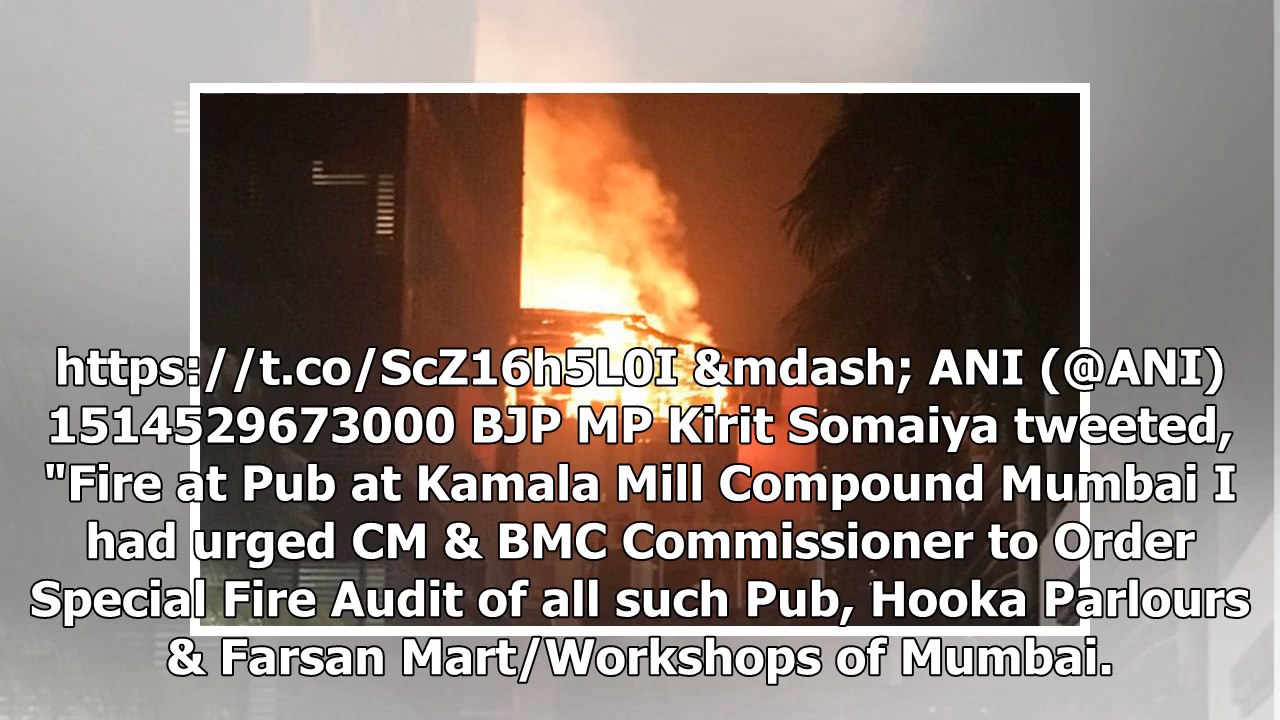 https://t.co/ScZ16h5L0I &mdash; ANI (@ANI)
1514529673000 BJP MP Kirit Somaiya tweeted,
"Fire at Pub at Kamala Mill Compound Mumbai I
had urged CM & BMC Commissioner to Order
Special Fire Audit of all such Pub, Hooka Parlours
& Farsan Mart/Workshops of Mumbai.